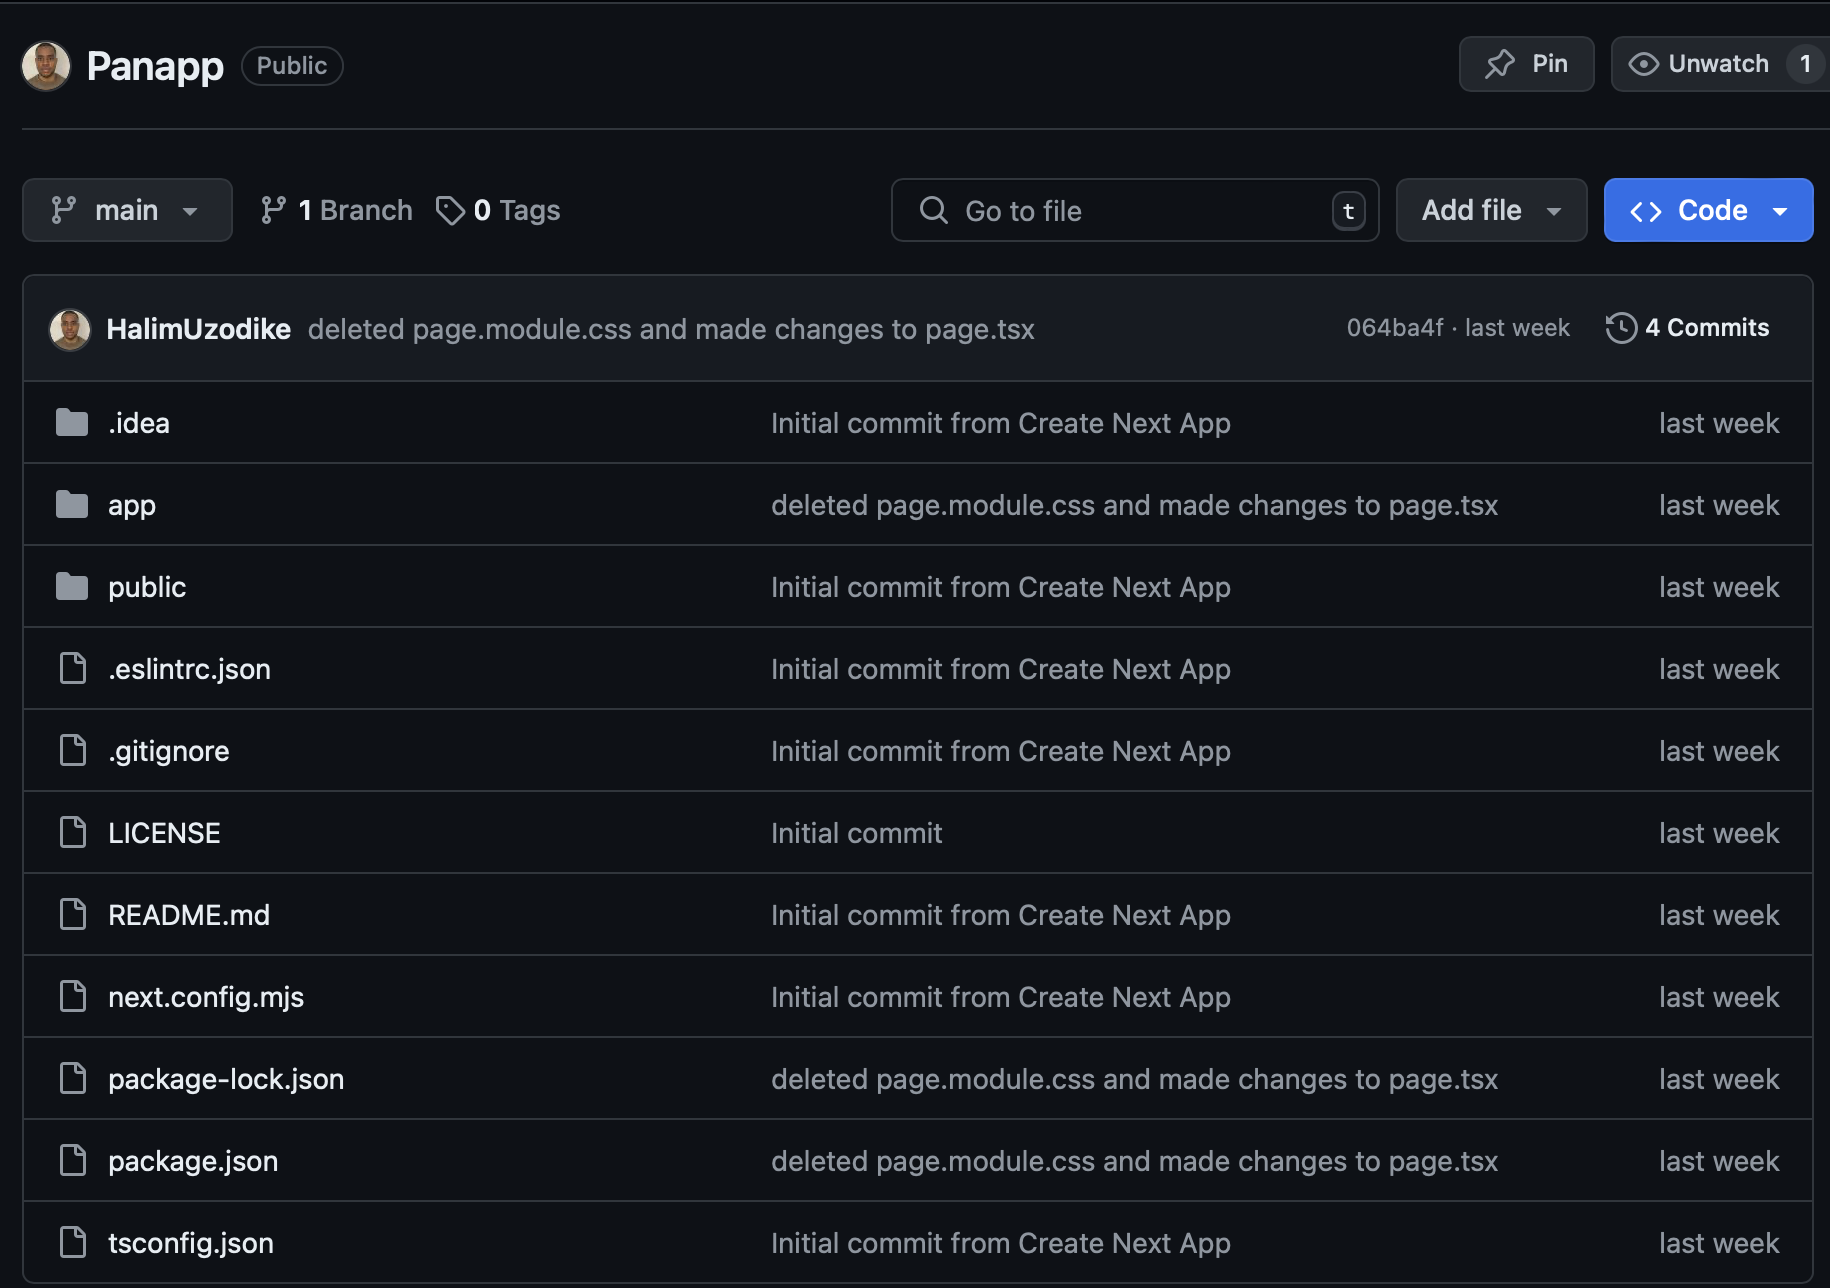 Panapp Public Pin Unwatch 1
main 1 Branch 0 Tags Go to file t Add file Code
HalimUzodike deleted page.module.css and made changes to page.tsx 064ba4f · last week 4 Commits
.idea Initial commit from Create Next App last week
app deleted page.module.css and made changes to page.tsx last week
public Initial commit from Create Next App last week
.eslintrc.json Initial commit from Create Next App last week
.gitignore Initial commit from Create Next App last week
LICENSE Initial commit last week
README.md Initial commit from Create Next App last week
next.config.mjs Initial commit from Create Next App last week
package-lock.json deleted page.module.css and made changes to page.tsx last week
package.json deleted page.module.css and made changes to page.tsx last week
tsconfig.json Initial commit from Create Next App last week